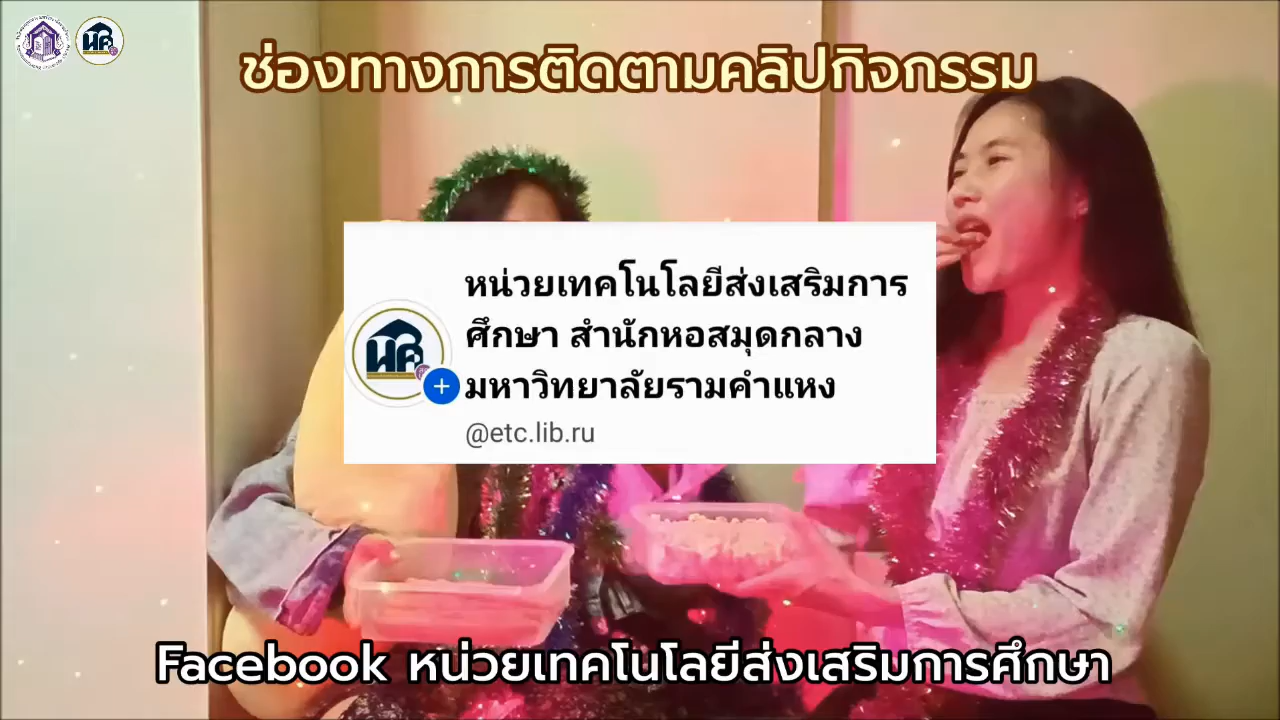 ช่องทางการติดตามคลิปกิจกรรม
หน่วยเทคโนโลยีส่งเสริมการ
ศึกษา สำนักหอสมุดกลาง
มหาวิทยาลัยรามคำแหง
@etc.lib.ru
Facebook หน่วยเทคโนโลยีส่งเสริมการศึกษา